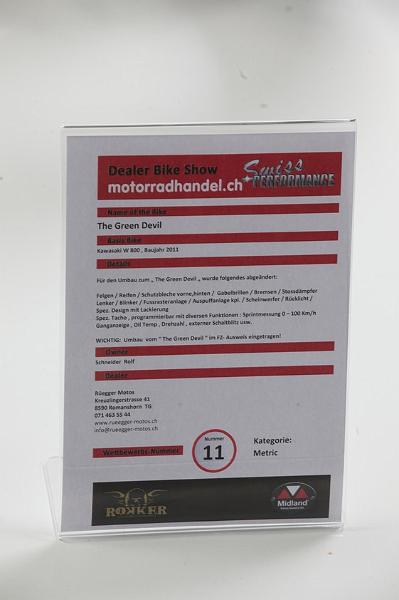 Dealer Bike Show
motorradhandel.ch
Swiss
PERFORMANCE
Name of the Bike
The Green Devil
Basis Bike
Kawasaki W 800 , Baujahr 2011
Details
Für den Umbau zum „ The Green Devil „ wurde folgendes abgeändert:
Felgen / Reifen / Schutzbleche vorne,hinten / Gabelbrillen / Bremsen / Stossdämpfer
Lenker / Blinker / Fussrasteranlage / Auspuffanlage kpl. / Scheinwerfer / Rücklicht /
Spez. Design mit Lackierung
Spez. Tacho , programmierbar mit diversen Funktionen : Sprintmessung 0 – 100 Km/h
Ganganzeige , Oil Temp , Drehzahl , externer Schaltblitz usw.
WICHTIG: Umbau vom " The Green Devil " im FZ- Ausweis eingetragen!
Owner
Schneider Rolf
Dealer
Rüegger Motos
Kreuzlingerstrasse 41
8590 Romanshorn TG
071 463 55 44
www.ruegger-motos.ch
info@ruegger-motos.ch
Wettbewerbs-Nummer
Nummer
11
Kategorie:
Metric
ROKKER
Midland